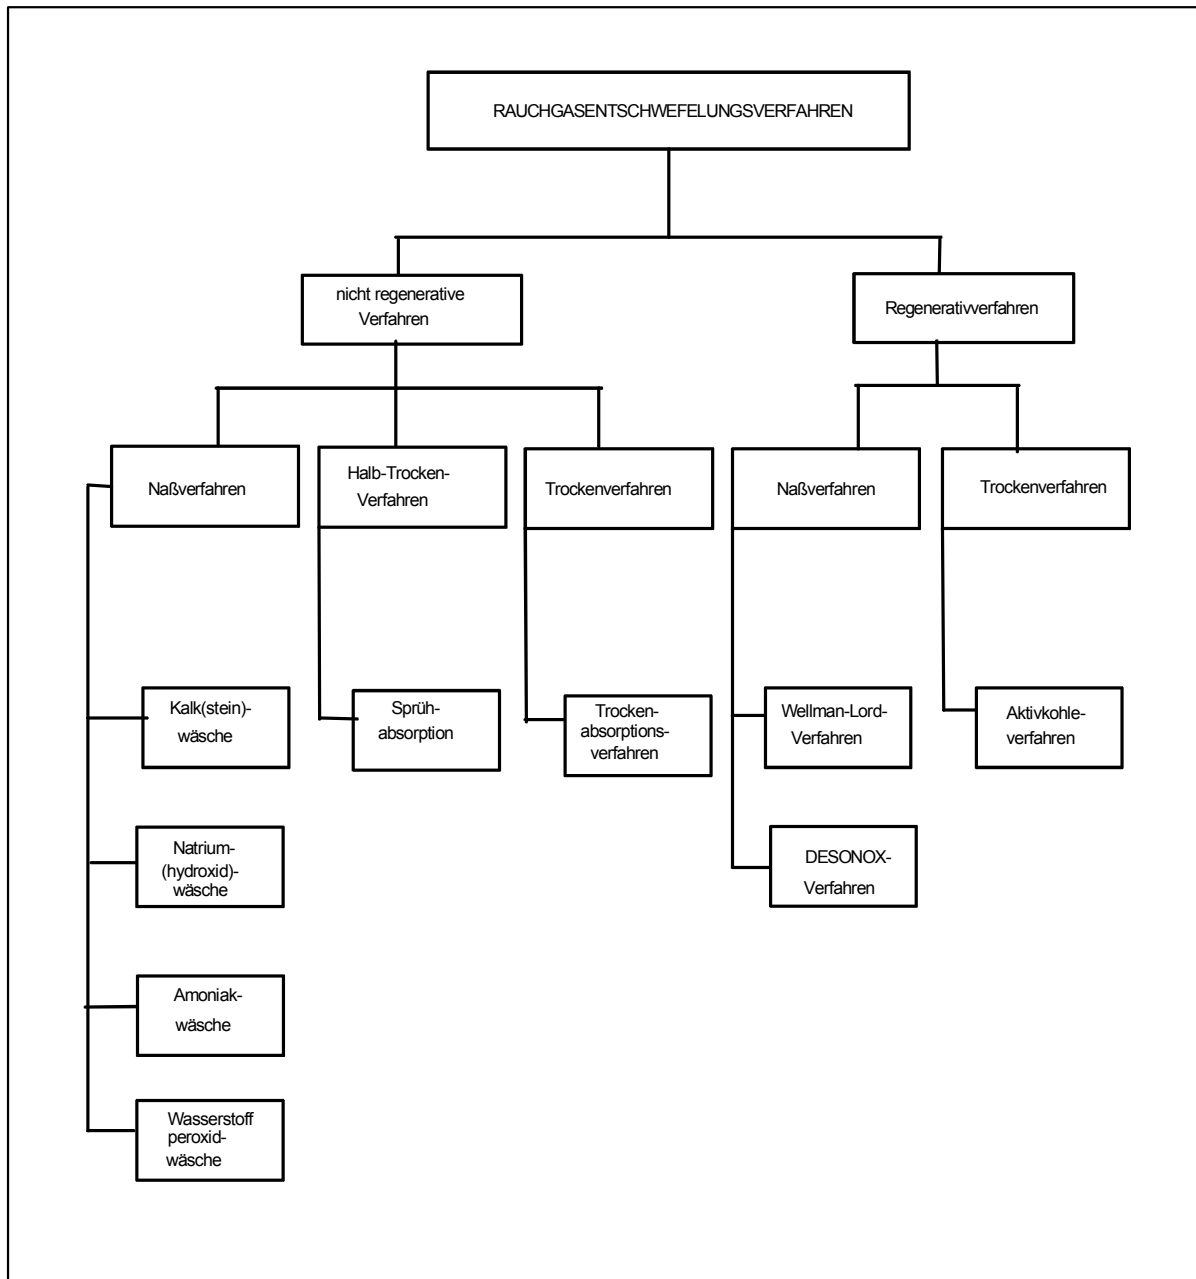 RAUCHGASENTSCHWEFELUNGSVERFAHREN
nicht regenerative
Verfahren
Regenerativverfahren
Naßverfahren
Halb-Trocken-
Verfahren
Trockenverfahren
Naßverfahren
Trockenverfahren
Kalk(stein)-
wäsche
Sprüh-
absorption
Trocken-
absorptions-
verfahren
Wellman-Lord-
Verfahren
Aktivkohle-
verfahren
Natrium-
(hydroxid)-
wäsche
DESONOX-
Verfahren
Amoniak-
wäsche
Wasserstoff
peroxid-
wäsche